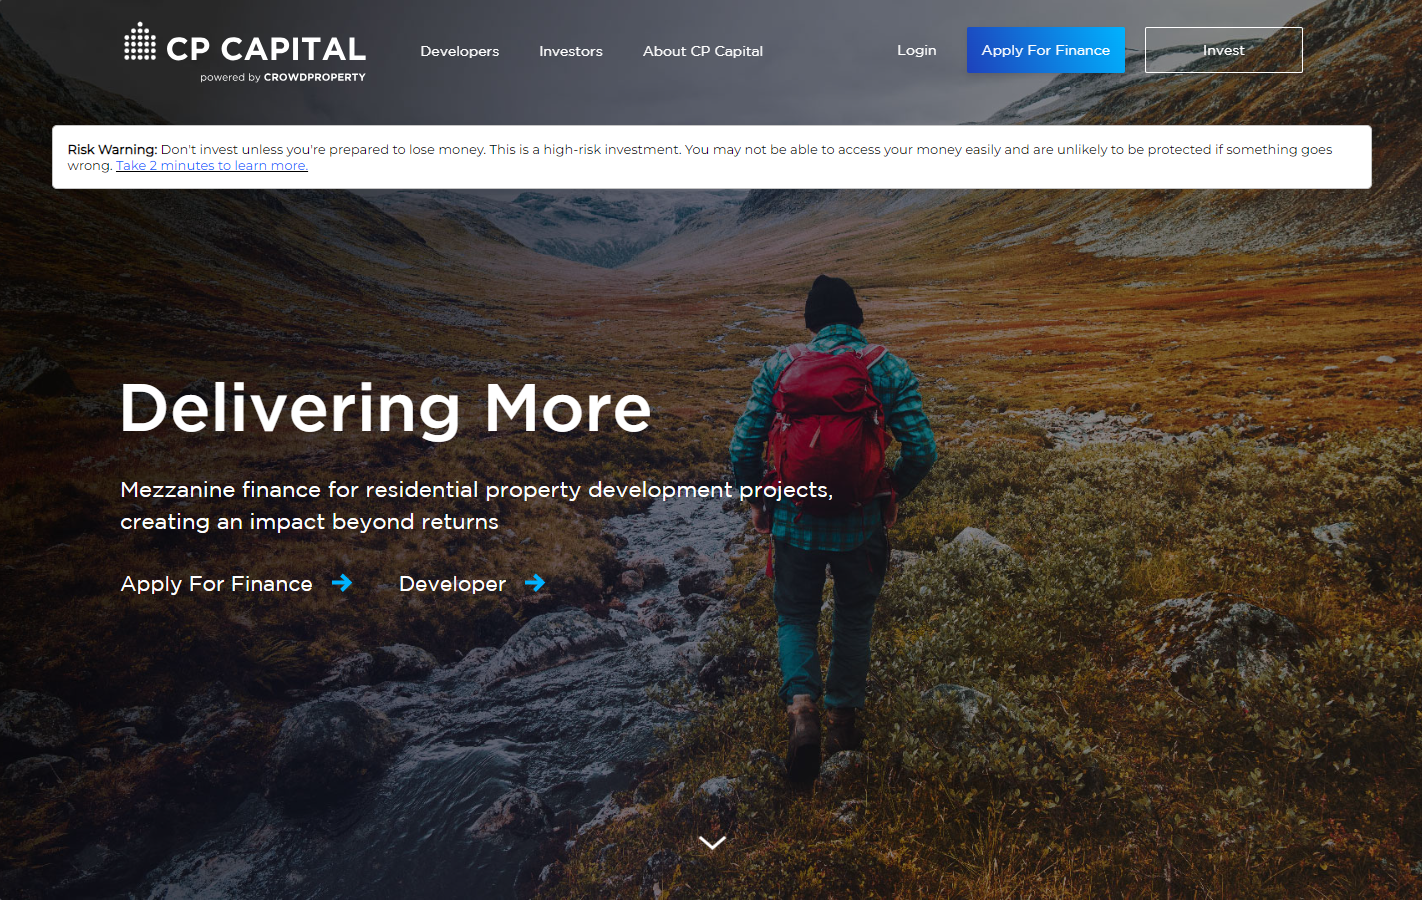 CP CAPITAL
powered by CROWDPROPERTY
Developers
Investors
About CP Capital
Login
Apply For Finance
Invest
Risk Warning: Don't invest unless you're prepared to lose money. This is a high-risk investment. You may not be able to access your money easily and are unlikely to be protected if something goes
wrong. Take 2 minutes to learn more.
Delivering More
Mezzanine finance for residential property development projects,
creating an impact beyond returns
Apply For Finance
Developer